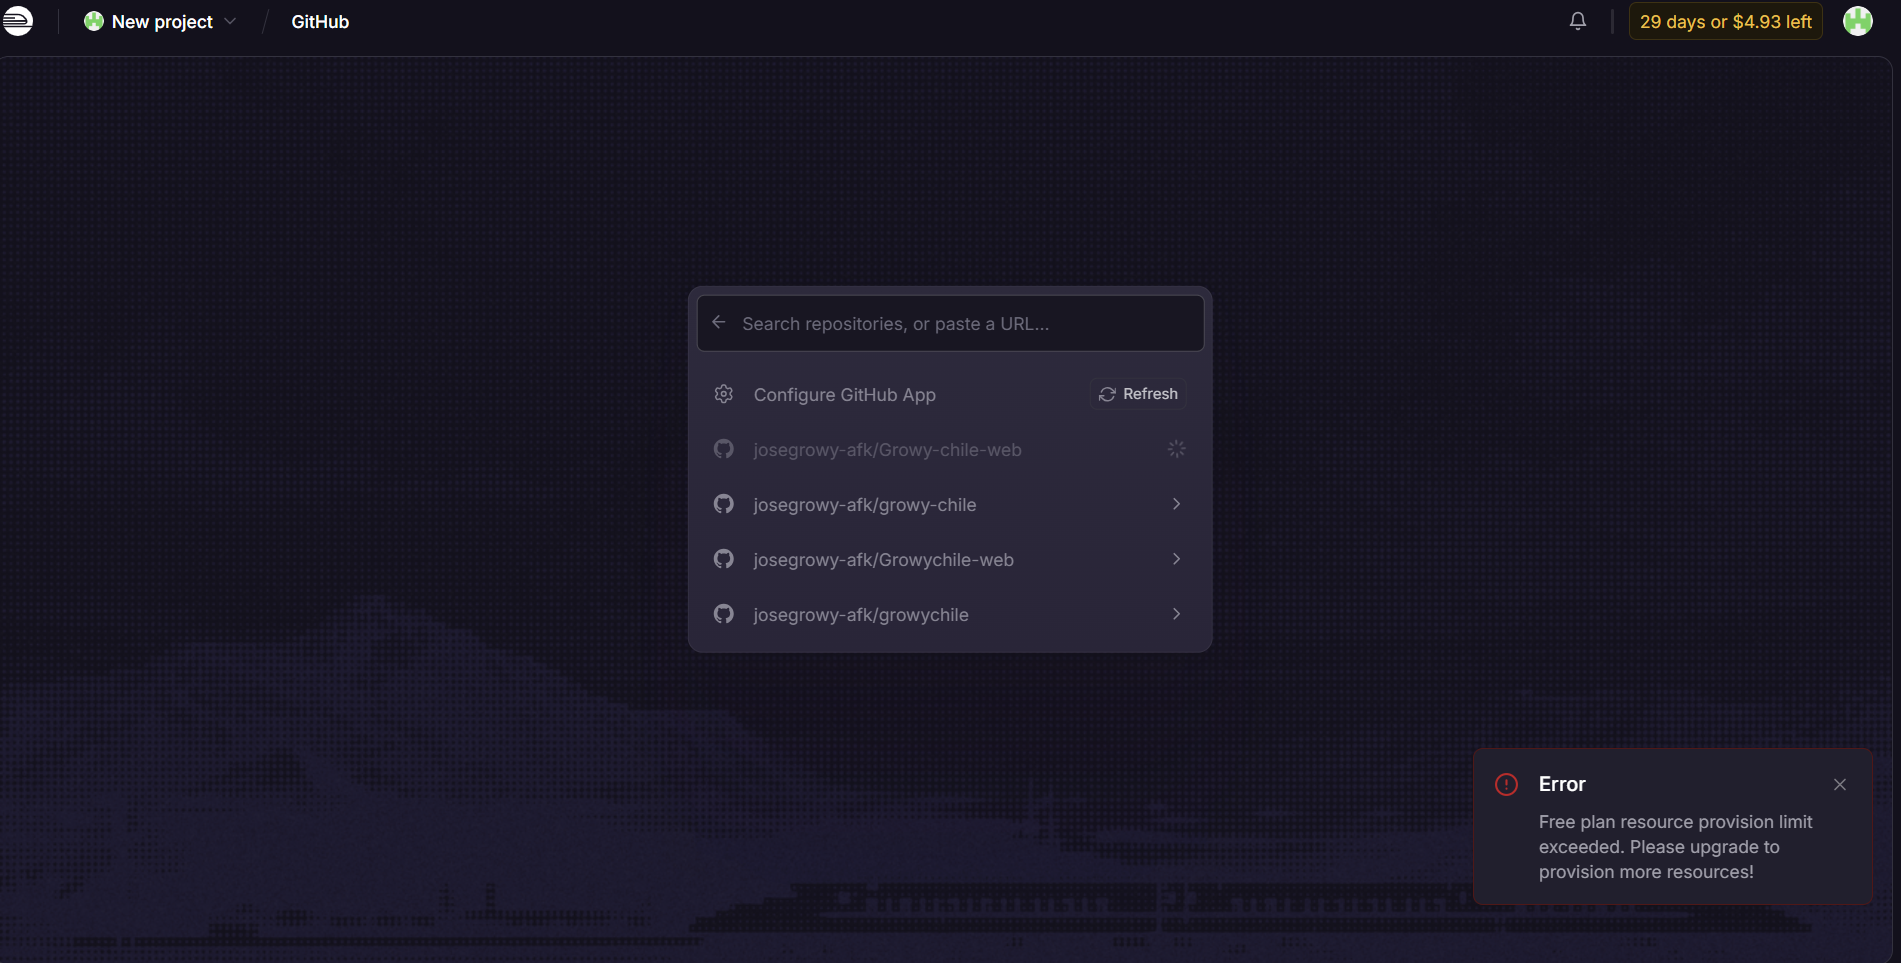 New project
GitHub
29 days or $4.93 left
Search repositories, or paste a URL...
Configure GitHub App
Refresh
josegrowy-afk/Growy-chile-web
josegrowy-afk/growy-chile
josegrowy-afk/Growychile-web
josegrowy-afk/growychile
Error
Free plan resource provision limit
exceeded. Please upgrade to
provision more resources!